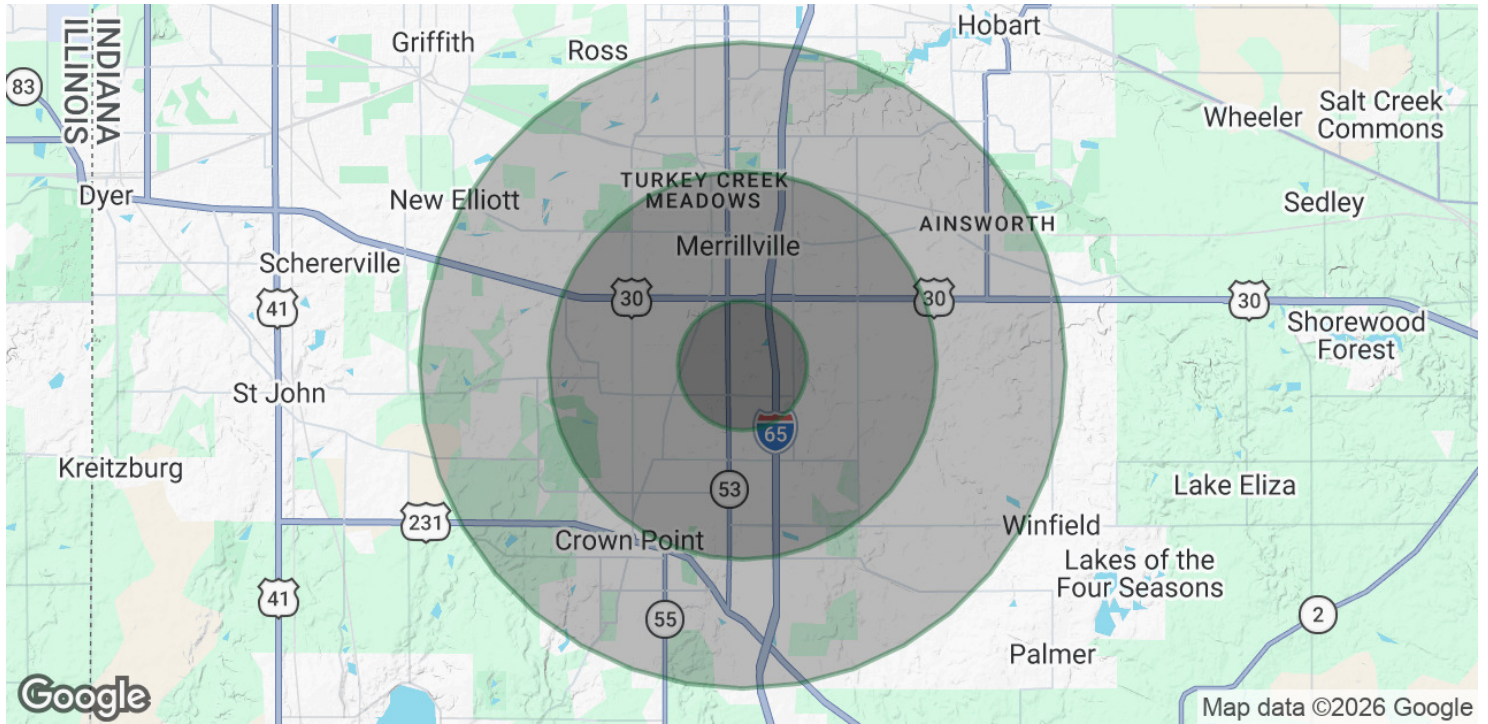 INDIANA
ILLINOIS
83
Griffith
Ross
Hobart
Wheeler
Salt Creek
Commons
Dyer
New Elliott
TURKEY CREEK
MEADOWS
AINSWORTH
Sedley
Merrillville
Schererville
41
30
30
30
Shorewood
Forest
St John
65
Kreitzburg
53
Lake Eliza
231
Crown Point
Winfield
Lakes of the
Four Seasons
41
55
2
Palmer
Google
Map data ©2026 Google